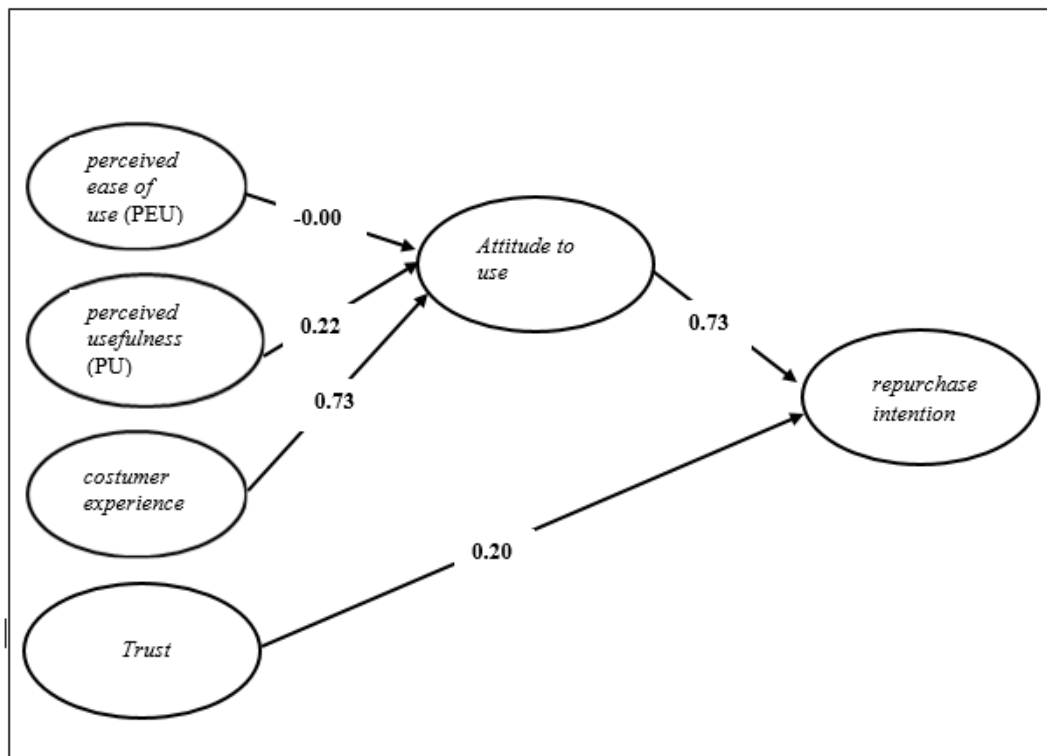 perceived
ease of
use (PEU)
-0.00
Attitude to
use
perceived
usefulness
(PU)
0.22
0.73
0.73
repurchase
intention
costumer
experience
0.20
Trust